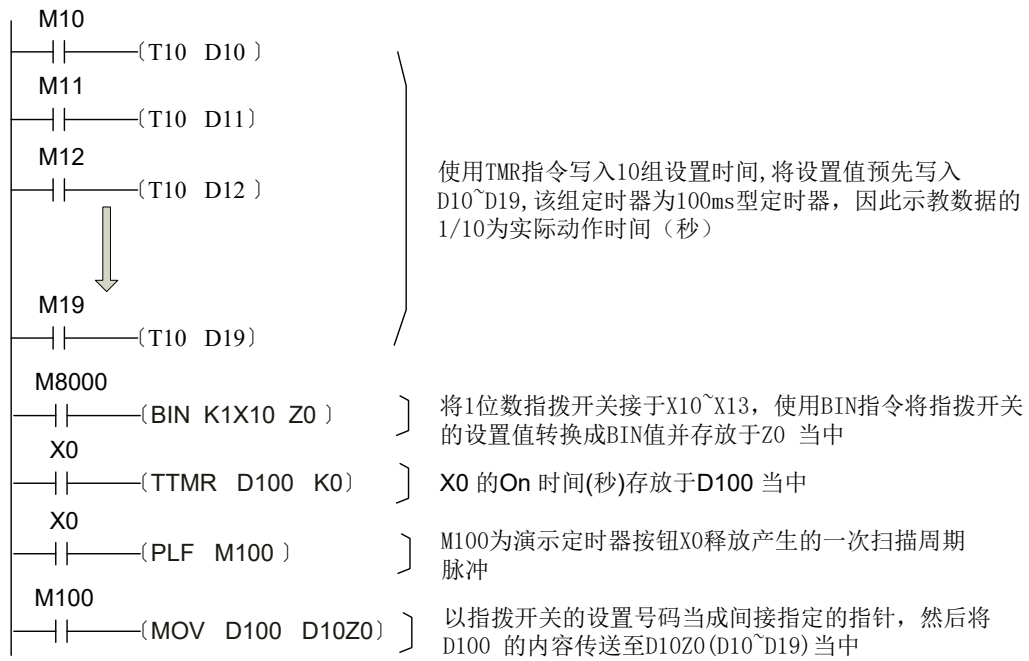 M10
〔T10 D10〕
M11
〔T10 D11〕
M12
〔T10 D12〕
使用TMR指令写入10组设置时间,将设置值预先写入
D10~D19,该组定时器为100ms型定时器，因此示教数据的
1/10为实际动作时间（秒）
M19
〔T10 D19〕
M8000
〔BIN K1X10 Z0〕
将1位数指拨开关接于X10~X13，使用BIN指令将指拨开关
的设置值转换成BIN值并存放于Z0 当中
X0
〔TTMR D100 K0〕
X0 的On 时间(秒)存放于D100 当中
X0
〔PLF M100〕
M100为演示定时器按钮X0释放产生的一次扫描周期
脉冲
M100
〔MOV D100 D10Z0〕
以指拨开关的设置号码当成间接指定的指针，然后将
D100 的内容传送至D10Z0(D10~D19)当中